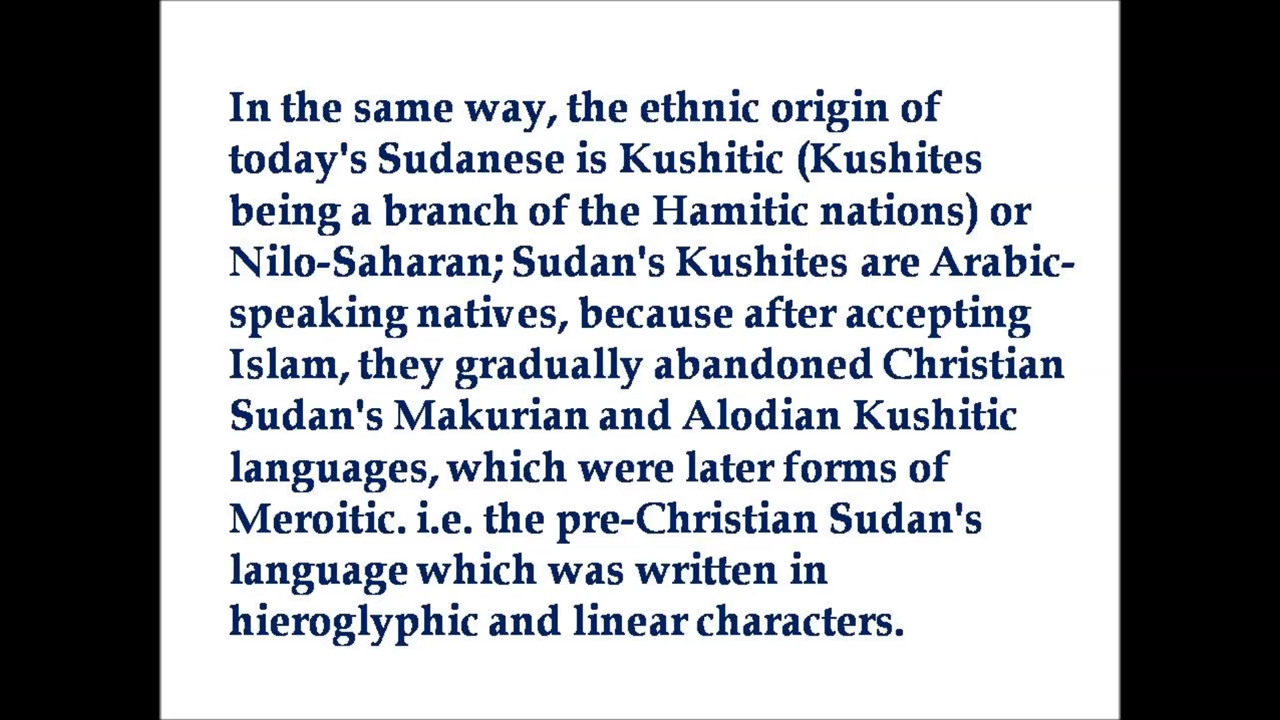 In the same way, the ethnic origin of
today's Sudanese is Kushitic (Kushites
being a branch of the Hamitic nations) or
Nilo-Saharan; Sudan's Kushites are Arabic-
speaking natives, because after accepting
Islam, they gradually abandoned Christian
Sudan's Makurian and Alodian Kushitic
languages, which were later forms of
Meroitic. i.e. the pre-Christian Sudan's
language which was written in
hieroglyphic and linear characters.